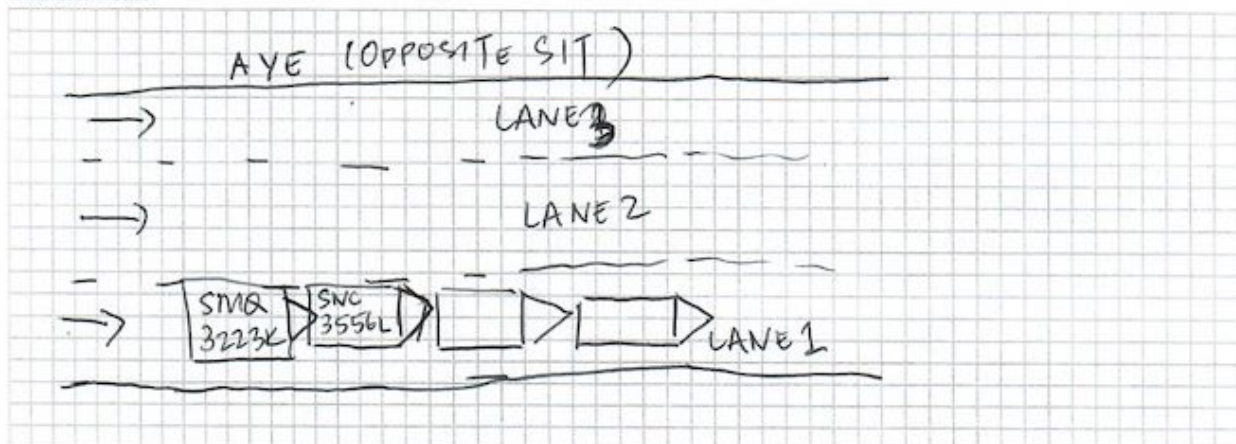 AYE (OPPOSITE SIT)
LANE 3
LANE 2
SMQ
3223K
SNC
3556L
LANE 1